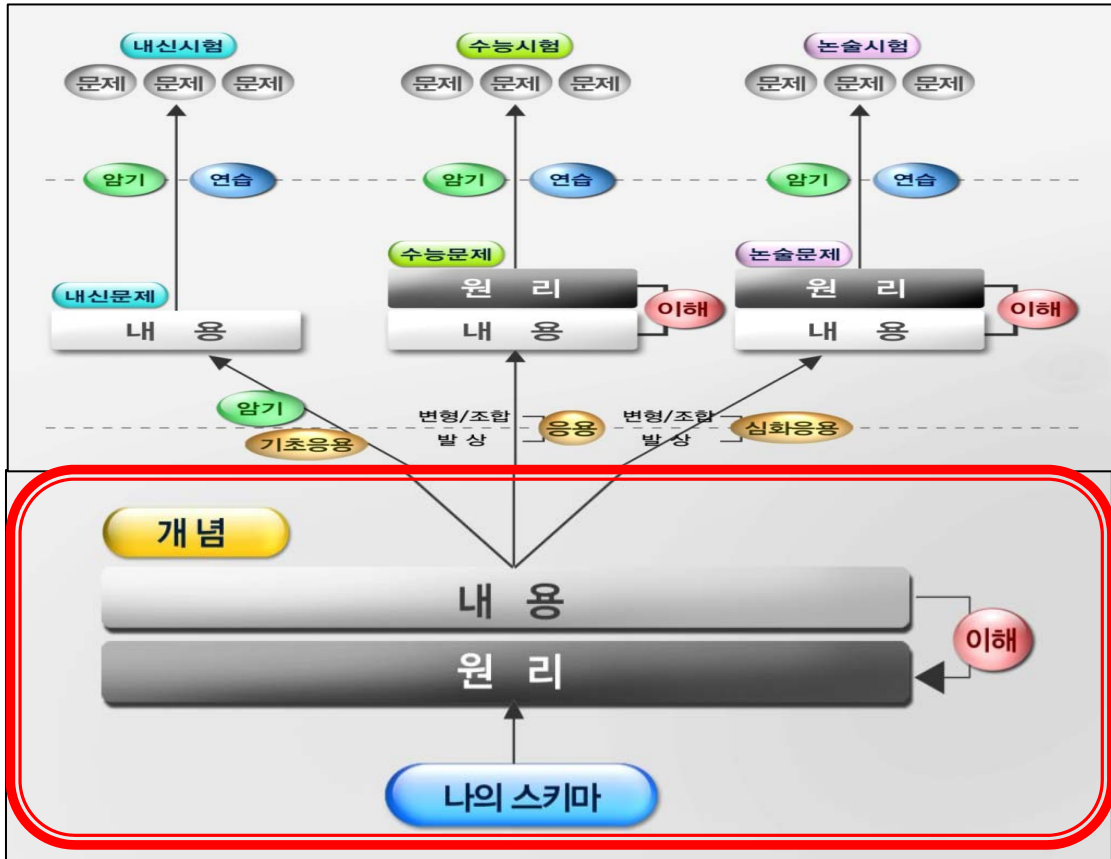 내신시험 수능시험 논술시험
문제 문제 문제 문제 문제 문제 문제 문제 문제
암기 연습 암기 연습 암기 연습
수능문제 논술문제
원 리 원 리
내신문제 이해 이해
내 용 내 용 내 용
암기 변형/조합 변형/조합
기초응용 발 상 응용 발 상 심화응용
개 념
내 용
이해
원 리
나의 스키마